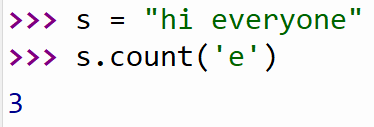 >>> s = "hi everyone"
>>> s.count('e')
3